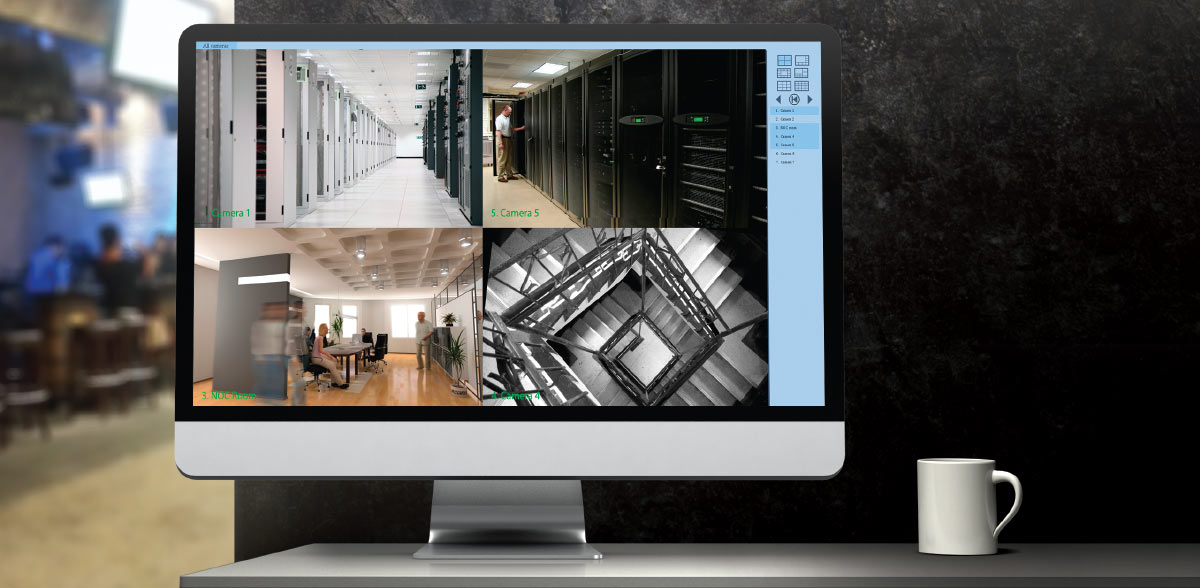 All cameras
Camera 1
5. Camera 5
3. NOC Room
4. Camera 4
1. Camera 1
2. Camera 2
3. NOC room
4. Camera 4
5. Camera 5
6. Camera 6
7. Camera 7